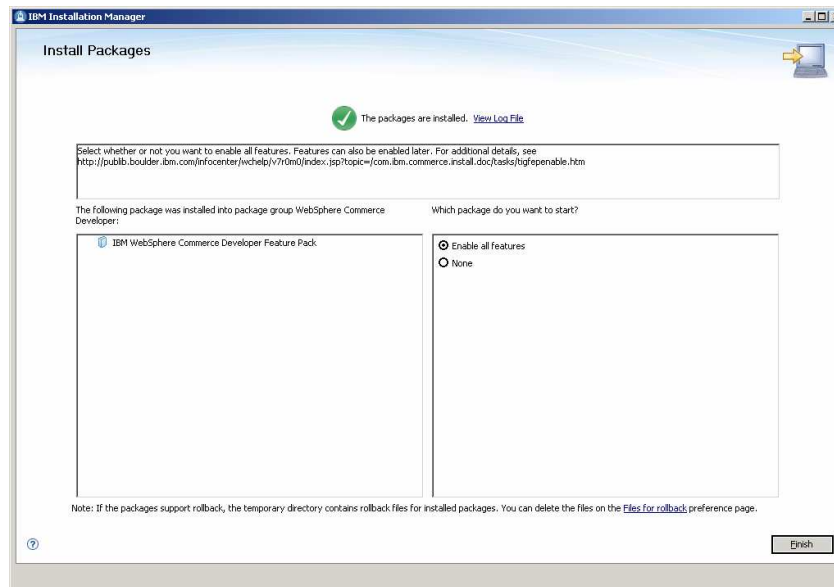 IBM Installation Manager
Install Packages
The packages are installed. View Log File
Select whether or not you want to enable all features. Features can also be enabled later. For additional details, see
http://publib.boulder.ibm.com/infocenter/wchelp/v7r0m0/index.jsp?topic=/com.ibm.commerce.install.doc/tasks/tigfepenable.htm
The following package was installed into package group WebSphere Commerce
Developer:
Which package do you want to start?
IBM WebSphere Commerce Developer Feature Pack
Enable all features
None
Note: If the packages support rollback, the temporary directory contains rollback files for installed packages. You can delete the files on the Files for rollback preference page.
?
Finish